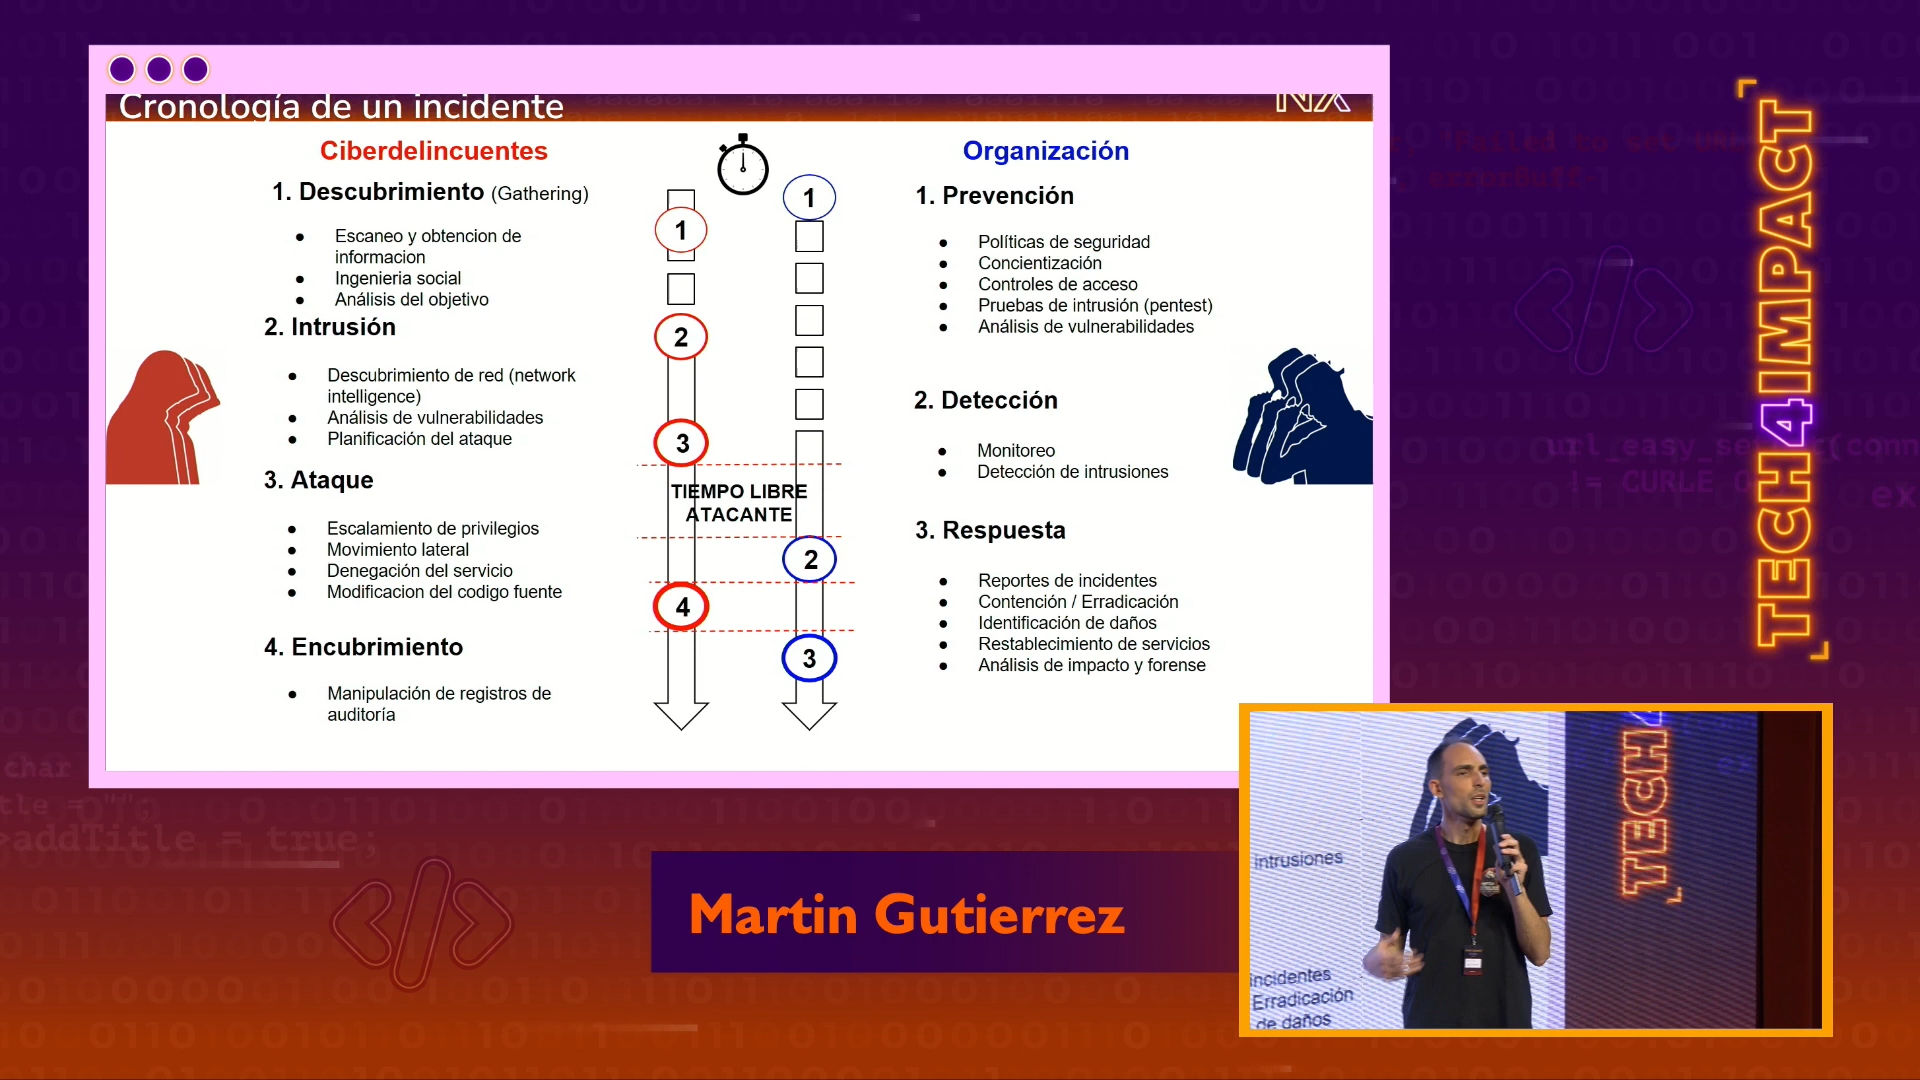 Cronología de un incidente
NX
Ciberdelincuentes
1. Descubrimiento (Gathering)
Escaneo y obtencion de
informacion
Ingenieria social
Análisis del objetivo
2. Intrusión
Descubrimiento de red (network
intelligence)
Análisis de vulnerabilidades
Planificación del ataque
3. Ataque
Escalamiento de privilegios
Movimiento lateral
Denegación del servicio
Modificacion del codigo fuente
4. Encubrimiento
Manipulación de registros de
auditoría
1
1
2
3
TIEMPO LIBRE
ATACANTE
2
4
3
Organización
1. Prevención
Políticas de seguridad
Concientización
Controles de acceso
Pruebas de intrusión (pentest)
Análisis de vulnerabilidades
2. Detección
Monitoreo
Detección de intrusiones
3. Respuesta
Reportes de incidentes
Contención / Erradicación
Identificación de daños
Restablecimiento de servicios
Análisis de impacto y forense
TECH4IMPACT
Martin Gutierrez
intrusiones
incidentes
Erradicación
de daños
TECH4
char
>addTitle = true;